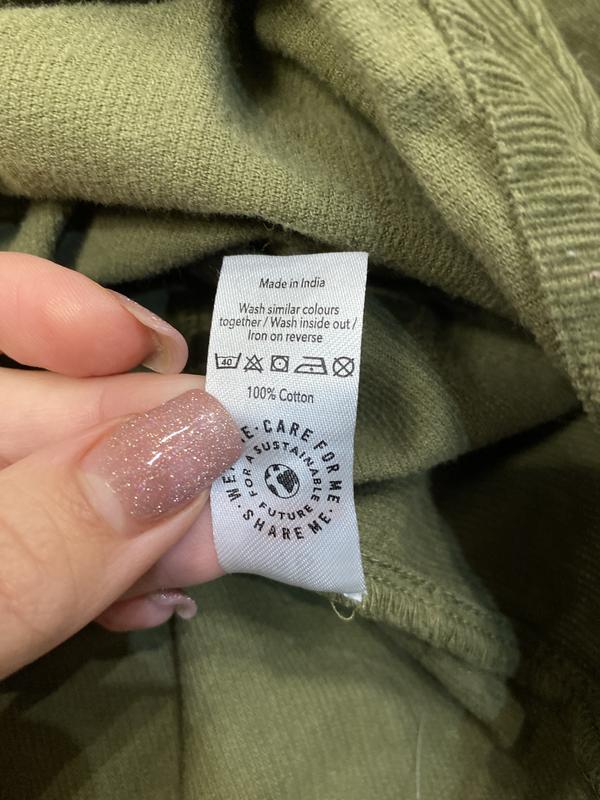 Made in India
Wash similar colours
together / Wash inside out /
Iron on reverse
40
100% Cotton
CARE FOR ME · SHARE ME ·
FOR A SUSTAINABLE FUTURE